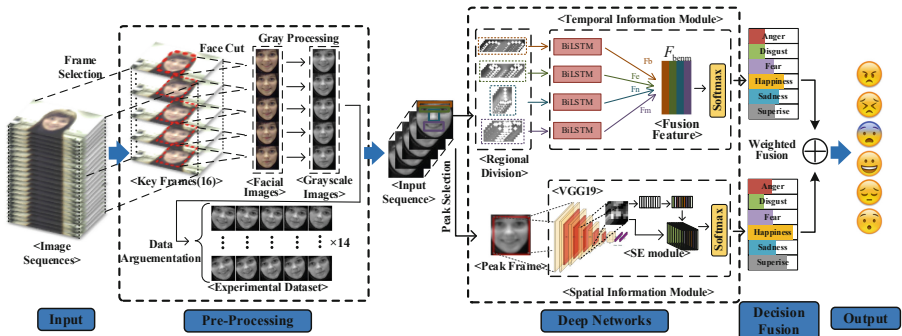 Frame
Selection
<Image
Sequences>
Face Cut
Gray Processing
<Key Frames(16)>
<Facial
Images>
<Grayscale
Images>
Data
Arguementation
×14
<Experimental Dataset>
<Input
Sequence>
Peak Selection
<Temporal Information Module>
<Regional
Division>
BiLSTM
BiLSTM
BiLSTM
BiLSTM
Fb
Fe
Fn
Fm
Fbenm
<Fusion
Feature>
Softmax
<Peak Frame>
<VGG19>
<SE module>
Softmax
<Spatial Information Module>
Anger
Disgust
Fear
Happiness
Sadness
Superise
Weighted
Fusion
Anger
Disgust
Fear
Happiness
Sadness
Superise
Input
Pre-Processing
Deep Networks
Decision
Fusion
Output